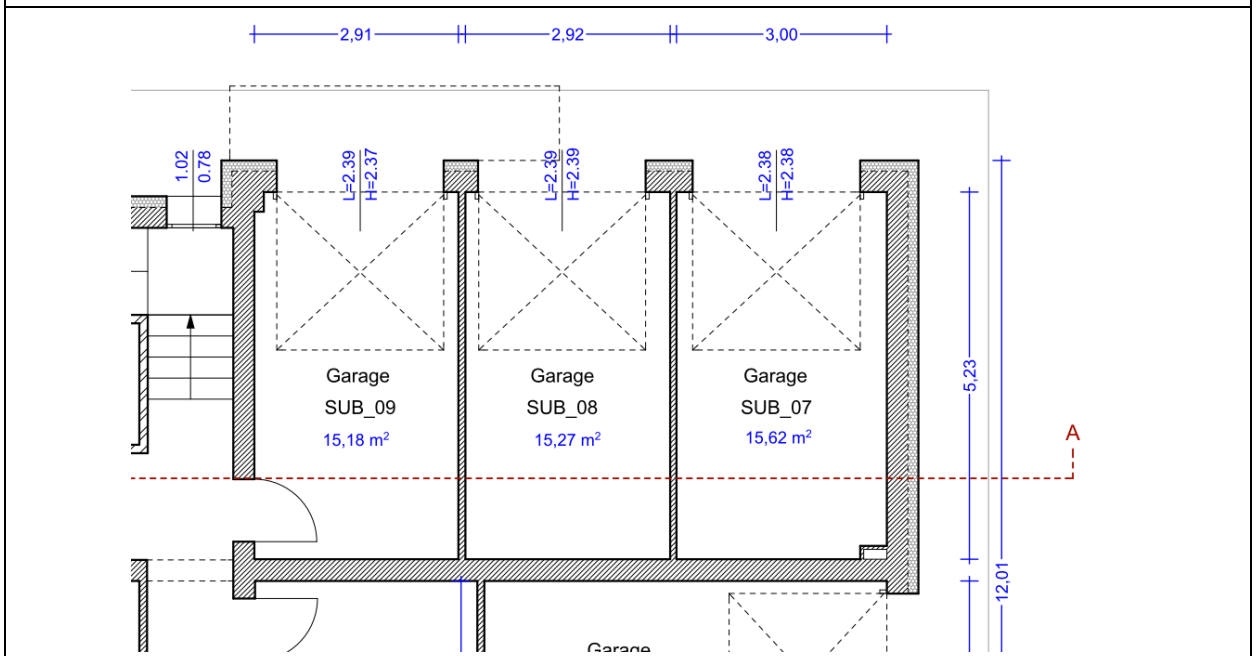 2,91
2,92
3,00
1.02
0.78
L=2.39
H=2.37
L=2.39
H=2.39
L=2.38
H=2.38
Garage
SUB_09
15,18 m²
Garage
SUB_08
15,27 m²
Garage
SUB_07
15,62 m²
5,23
A
12,01
Garage